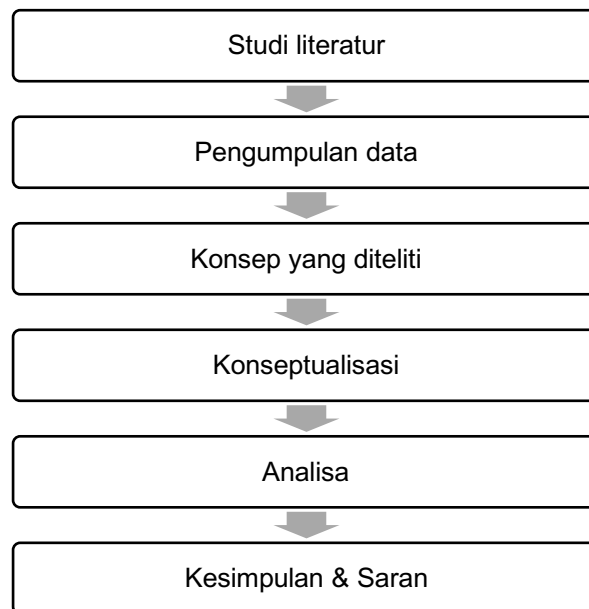 Studi literatur
Pengumpulan data
Konsep yang diteliti
Konseptualisasi
Analisa
Kesimpulan & Saran